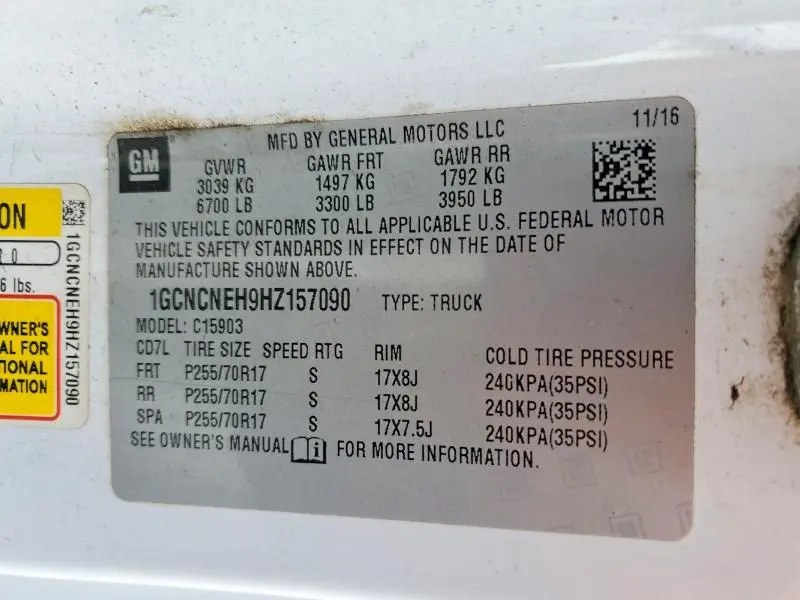 GM
MFD BY GENERAL MOTORS LLC
11/16
GVWR GAWR FRT GAWR RR
3039 KG 1497 KG 1792 KG
6700 LB 3300 LB 3950 LB
THIS VEHICLE CONFORMS TO ALL APPLICABLE U.S. FEDERAL MOTOR
VEHICLE SAFETY STANDARDS IN EFFECT ON THE DATE OF
MANUFACTURE SHOWN ABOVE.
1GCNCNEH9HZ157090 TYPE: TRUCK
MODEL: C15903
CD7L TIRE SIZE SPEED RTG RIM COLD TIRE PRESSURE
FRT P255/70R17 S 17X8J 240KPA(35PSI)
RR P255/70R17 S 17X8J 240KPA(35PSI)
SPA P255/70R17 S 17X7.5J 240KPA(35PSI)
SEE OWNER'S MANUAL i FOR MORE INFORMATION.
ON
6 lbs.
WNER'S
AL FOR
TIONAL
MATION
1GCNCNEH9HZ157090